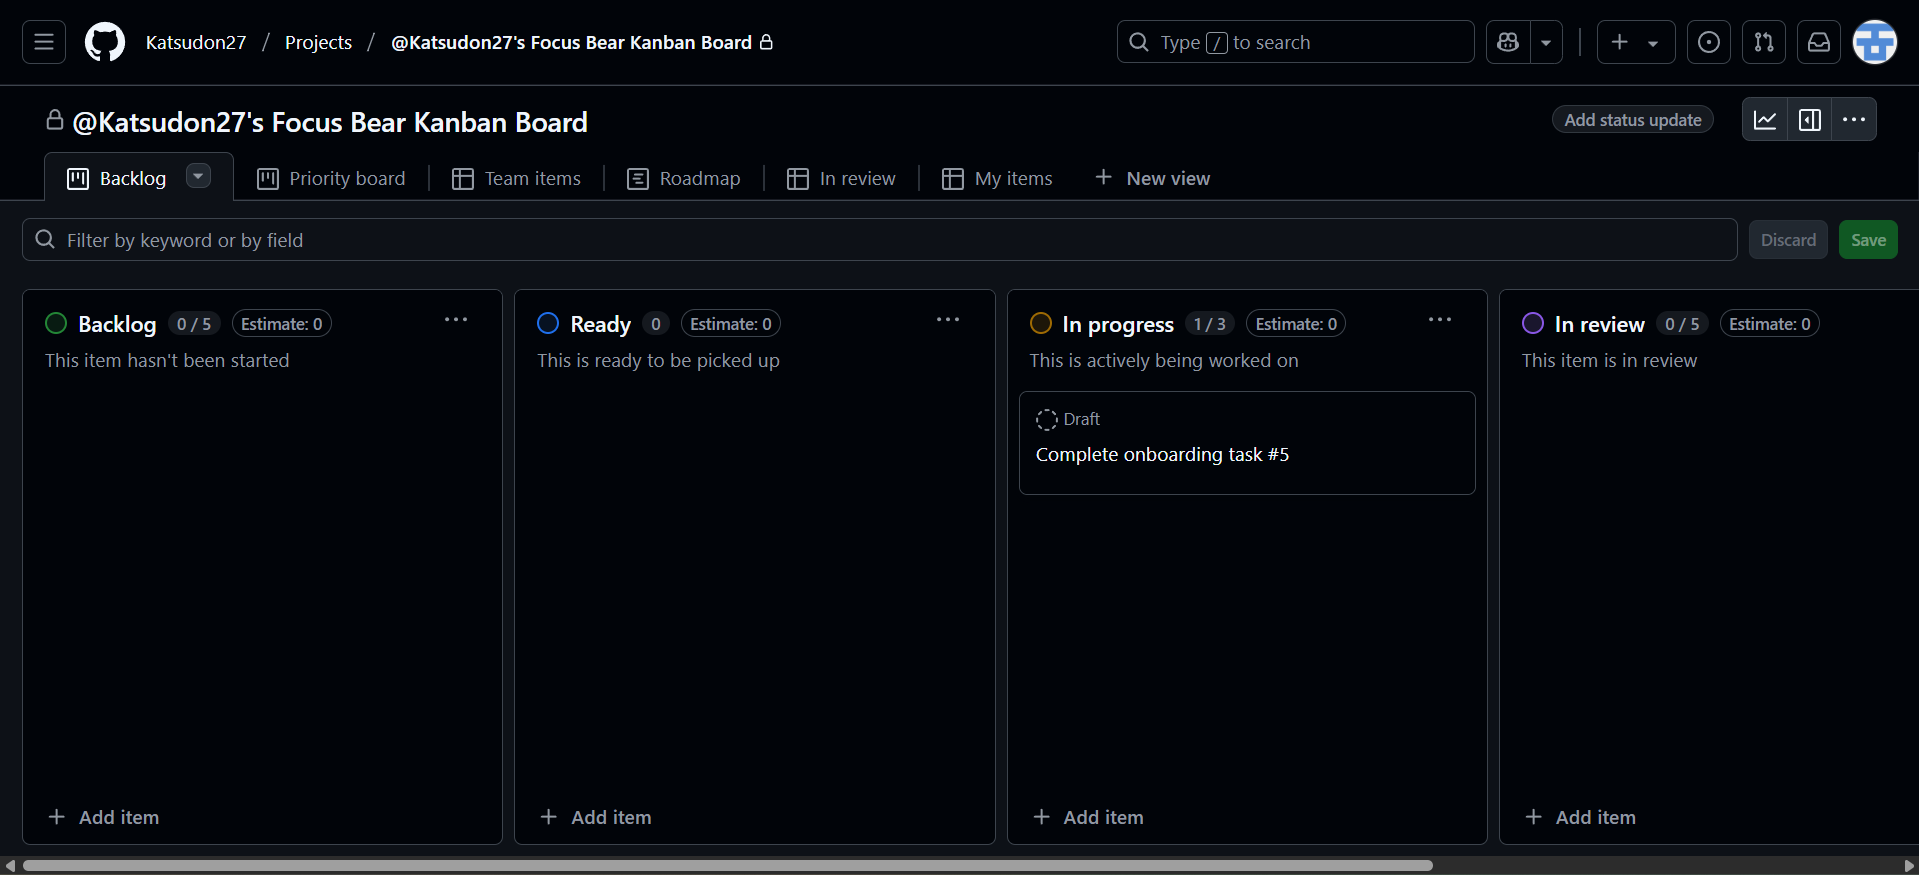 Katsudon27 / Projects / @Katsudon27's Focus Bear Kanban Board
Type / to search
@Katsudon27's Focus Bear Kanban Board
Add status update
Backlog
Priority board
Team items
Roadmap
In review
My items
New view
Filter by keyword or by field
Discard
Save
Backlog 0 / 5 Estimate: 0
This item hasn't been started
Add item
Ready 0 Estimate: 0
This is ready to be picked up
Add item
In progress 1 / 3 Estimate: 0
This is actively being worked on
Draft
Complete onboarding task #5
Add item
In review 0 / 5 Estimate: 0
This item is in review
Add item